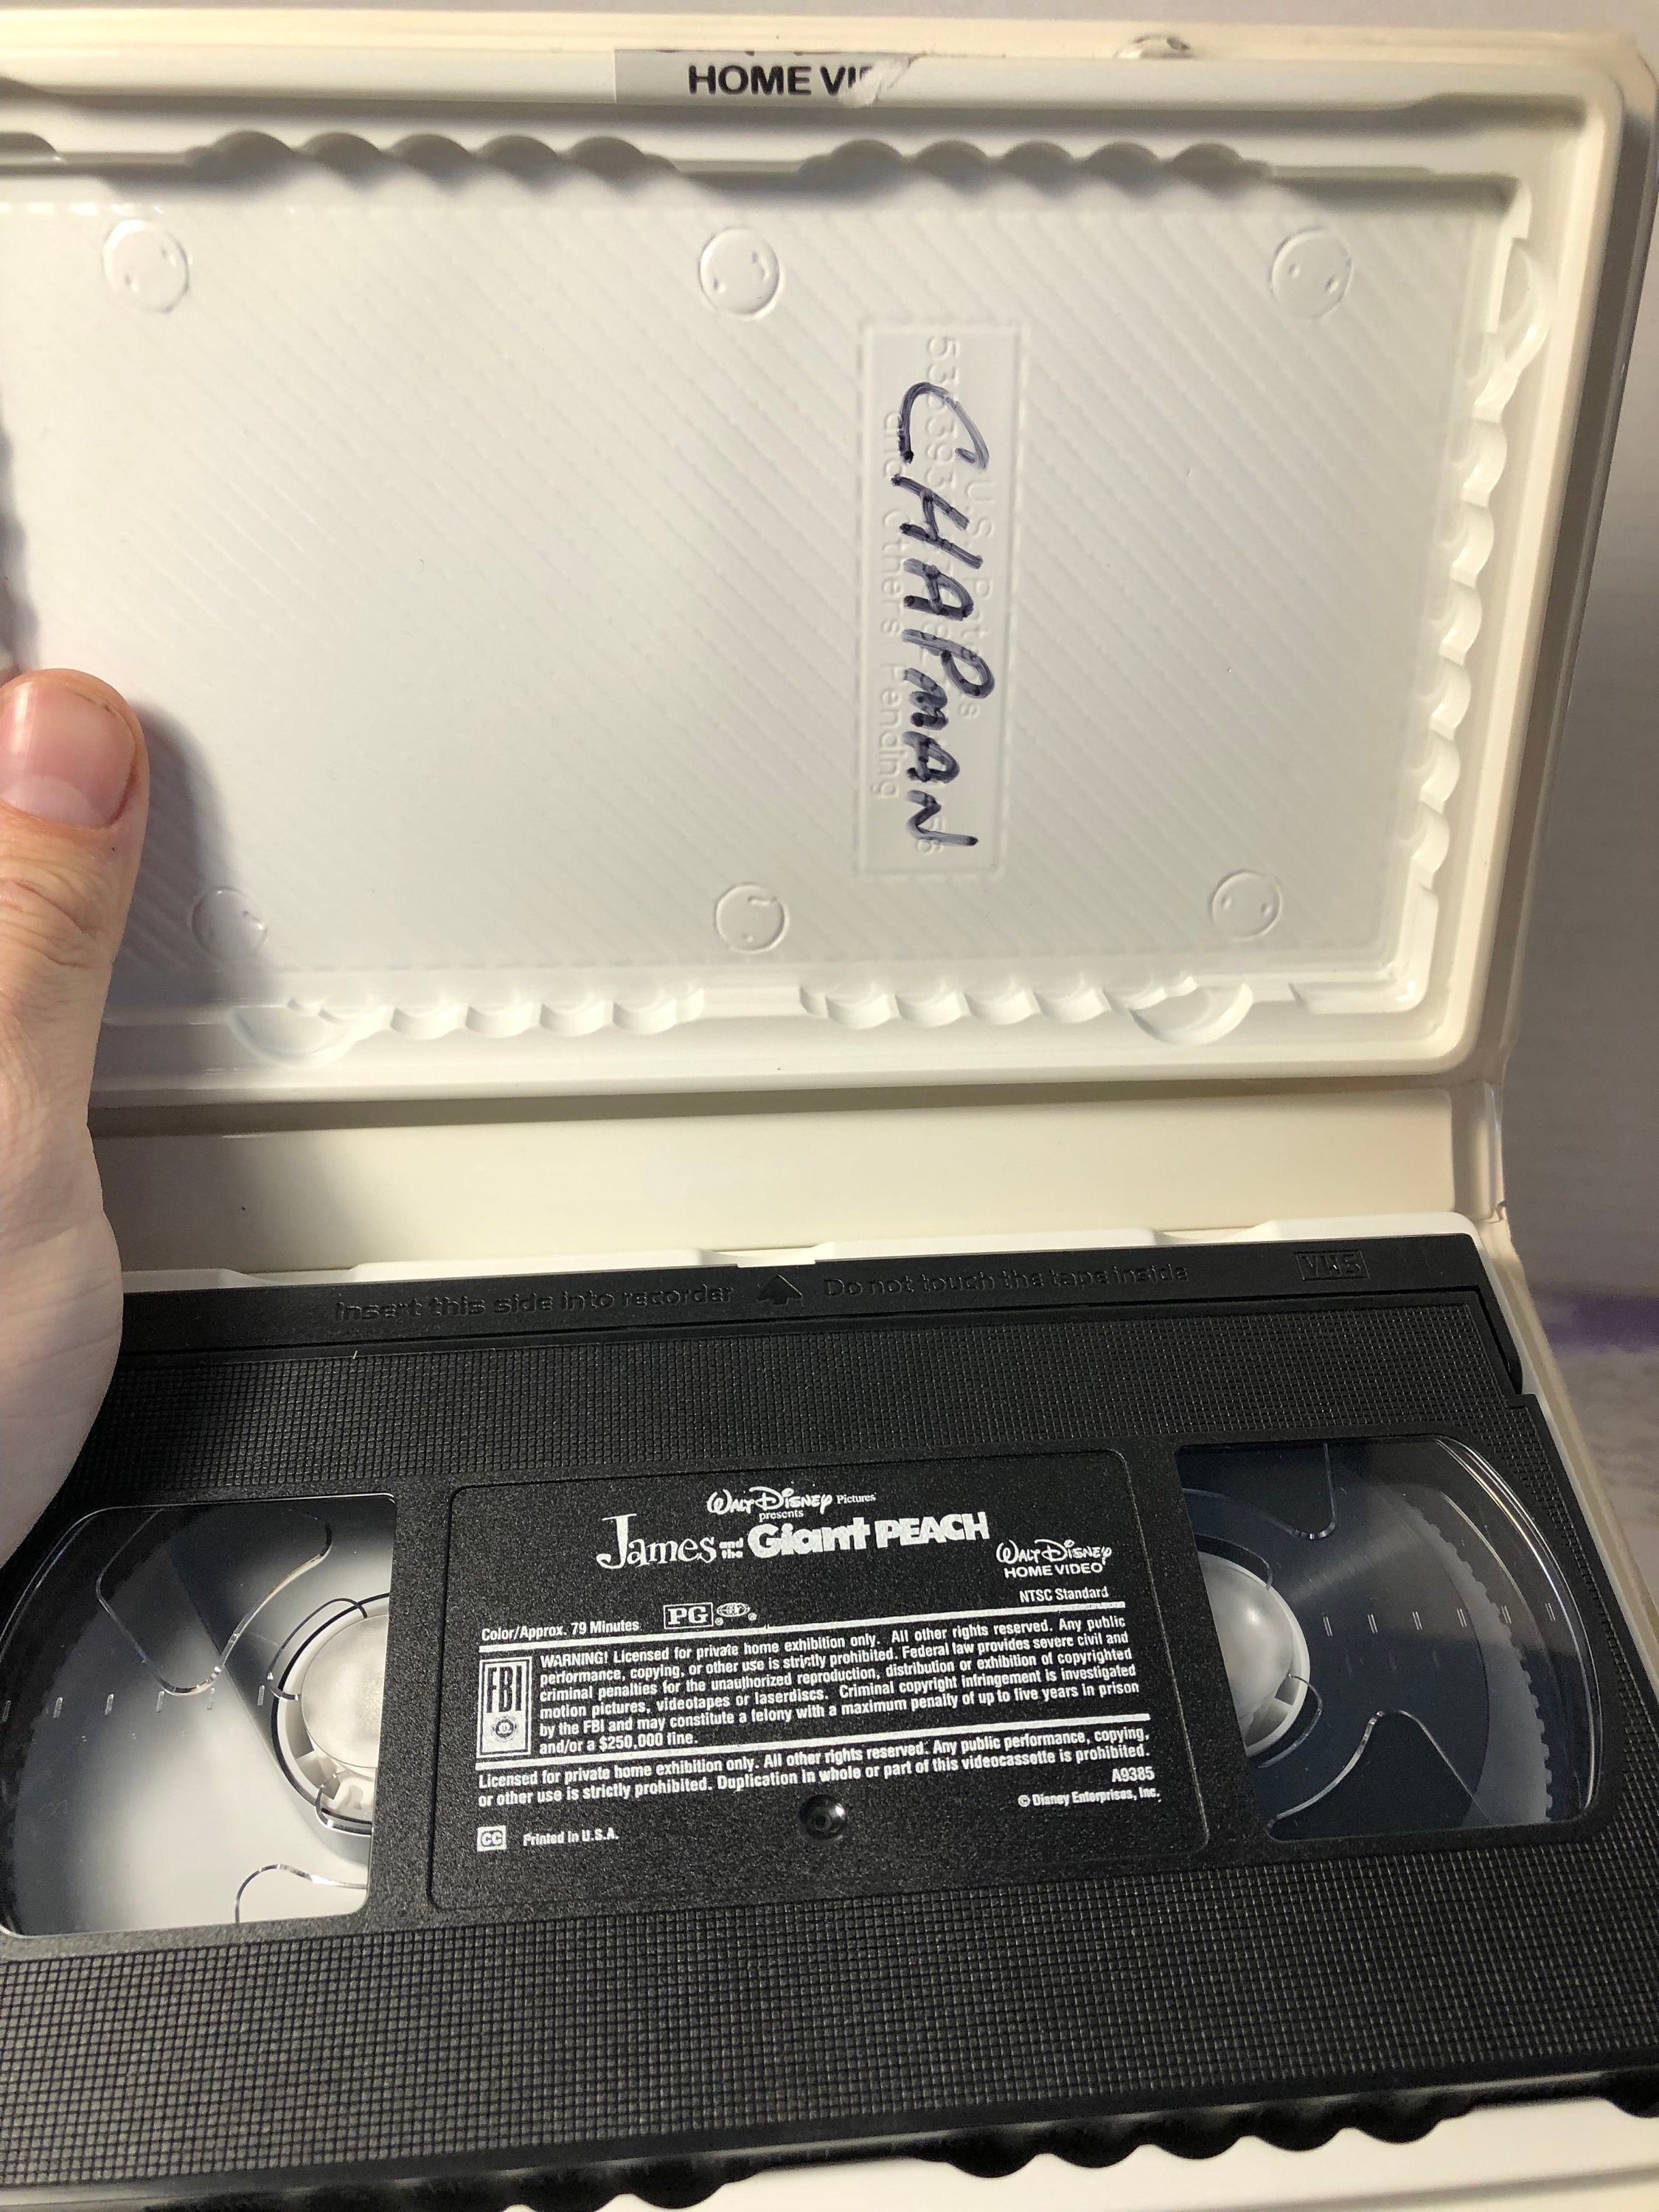 HOME VI
CHAPMAN
and Others Pending
Insert this side into recorder Do not touch the tape inside VHS
WALT DISNEY Pictures
presents
James and the Giant PEACH
WALT DISNEY
HOME VIDEO
NTSC Standard
Color/Approx. 79 Minutes PG
FBI
WARNING! Licensed for private home exhibition only. All other rights reserved. Any public
performance, copying, or other use is strictly prohibited. Federal law provides severe civil and
criminal penalties for the unauthorized reproduction, distribution or exhibition of copyrighted
motion pictures, videotapes or laserdiscs. Criminal copyright infringement is investigated
by the FBI and may constitute a felony with a maximum penalty of up to five years in prison
and/or a $250,000 fine.
Licensed for private home exhibition only. All other rights reserved. Any public performance, copying,
or other use is strictly prohibited. Duplication in whole or part of this videocassette is prohibited.
A9385
© Disney Enterprises, Inc.
CC Printed in U.S.A.